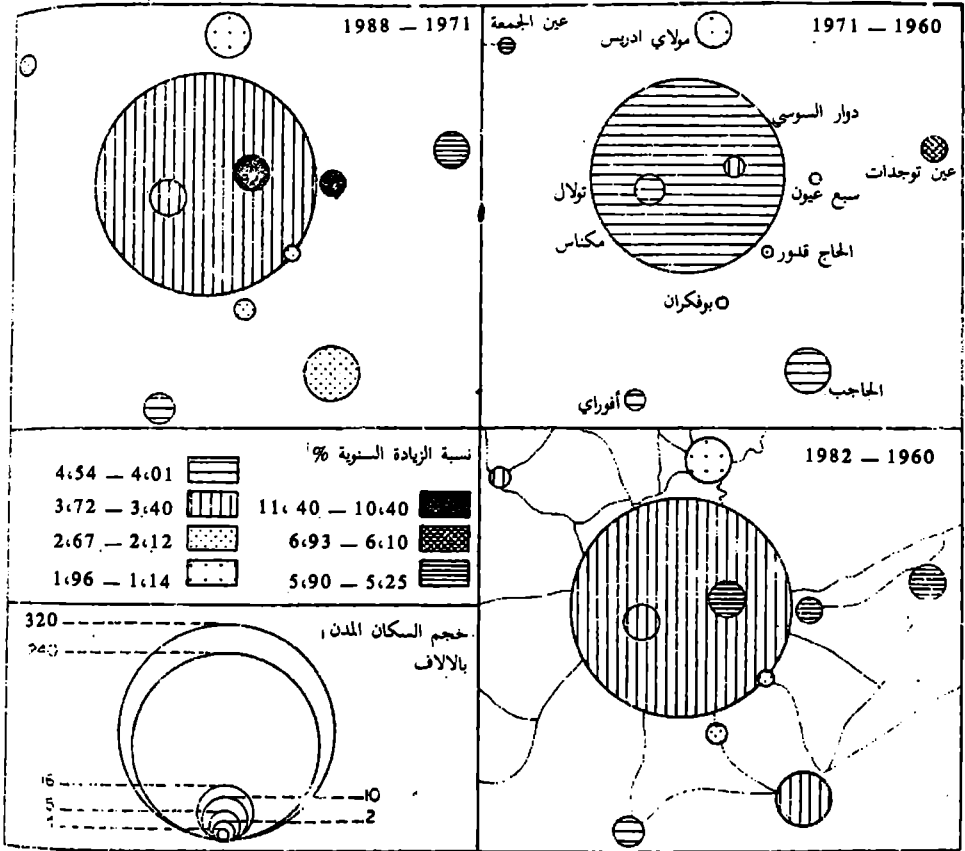 1971 — 1960
عين الجمعة
مولاي ادريس
دوار السوسي
عين توجدات
سبع عيون
تولال
مكناس
الحاج قدور
بوفكران
الحاجب
أفوراي
1988 — 1971
1982 — 1960
نسبة الزيادة السنوية %
11،40 — 10،40
6،93 — 6،10
5،90 — 5،25
4،54 — 4،01
3،72 — 3،40
2،67 — 2،12
1،96 — 1،14
خجم السكان المدن
بالالاف
320
240
16
10
5
2